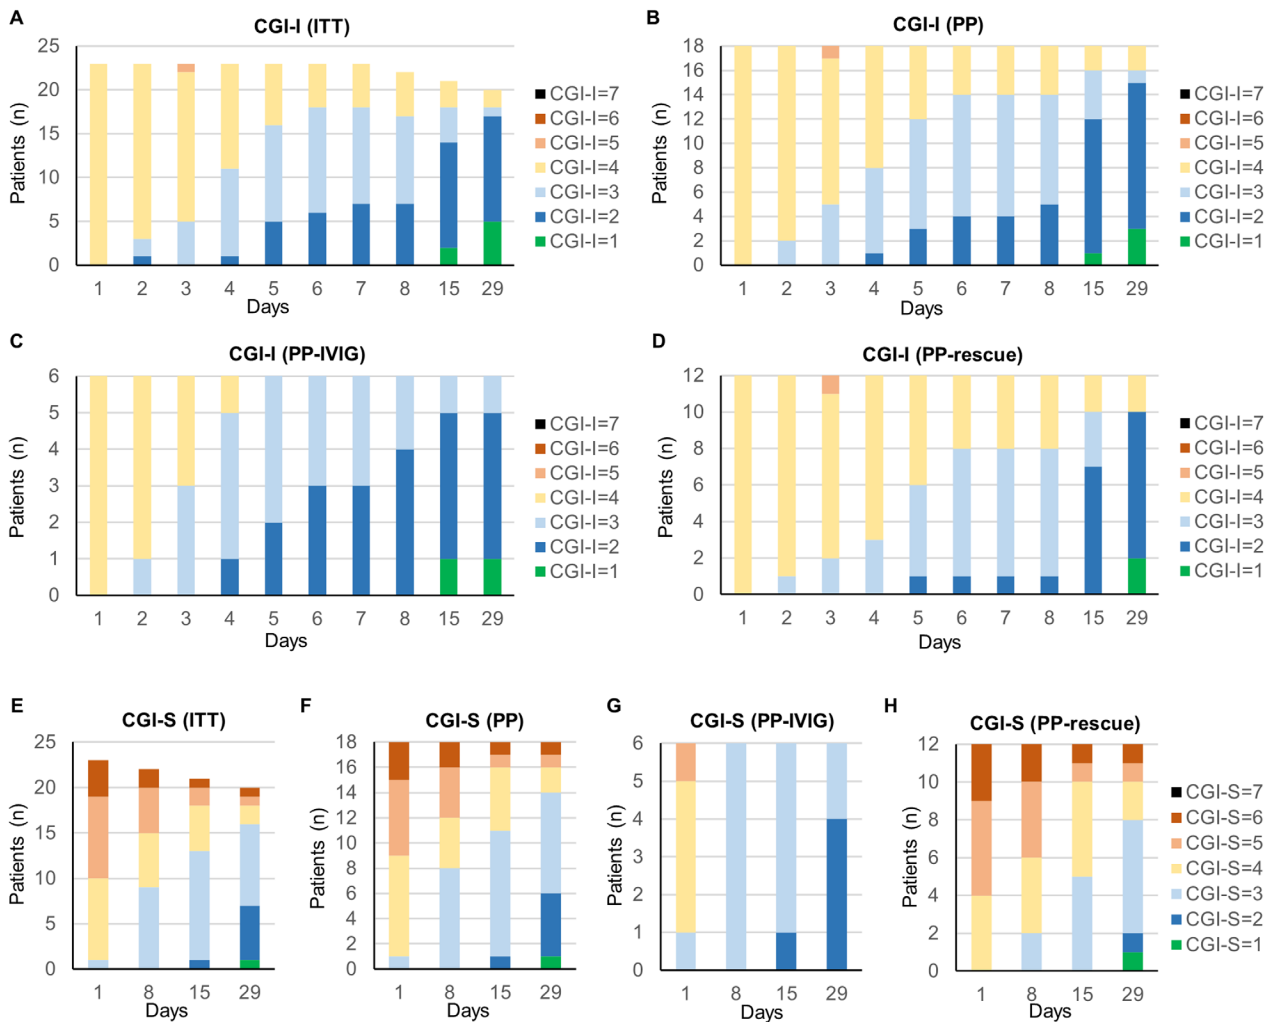 A
CGI-I (ITT)
Patients (n)
25
20
15
10
5
0
1 2 3 4 5 6 7 8 15 29
Days
CGI-I=7
CGI-I=6
CGI-I=5
CGI-I=4
CGI-I=3
CGI-I=2
CGI-I=1
B
CGI-I (PP)
Patients (n)
18
16
14
12
10
8
6
4
2
0
1 2 3 4 5 6 7 8 15 29
Days
CGI-I=7
CGI-I=6
CGI-I=5
CGI-I=4
CGI-I=3
CGI-I=2
CGI-I=1
C
CGI-I (PP-IVIG)
Patients (n)
6
5
4
3
2
1
0
1 2 3 4 5 6 7 8 15 29
Days
CGI-I=7
CGI-I=6
CGI-I=5
CGI-I=4
CGI-I=3
CGI-I=2
CGI-I=1
D
CGI-I (PP-rescue)
Patients (n)
12
10
8
6
4
2
0
1 2 3 4 5 6 7 8 15 29
Days
CGI-I=7
CGI-I=6
CGI-I=5
CGI-I=4
CGI-I=3
CGI-I=2
CGI-I=1
E
CGI-S (ITT)
Patients (n)
25
20
15
10
5
0
1 8 15 29
Days
F
CGI-S (PP)
Patients (n)
18
16
14
12
10
8
6
4
2
0
1 8 15 29
Days
G
CGI-S (PP-IVIG)
Patients (n)
6
5
4
3
2
1
0
1 8 15 29
Days
H
CGI-S (PP-rescue)
Patients (n)
12
10
8
6
4
2
0
1 8 15 29
Days
CGI-S=7
CGI-S=6
CGI-S=5
CGI-S=4
CGI-S=3
CGI-S=2
CGI-S=1